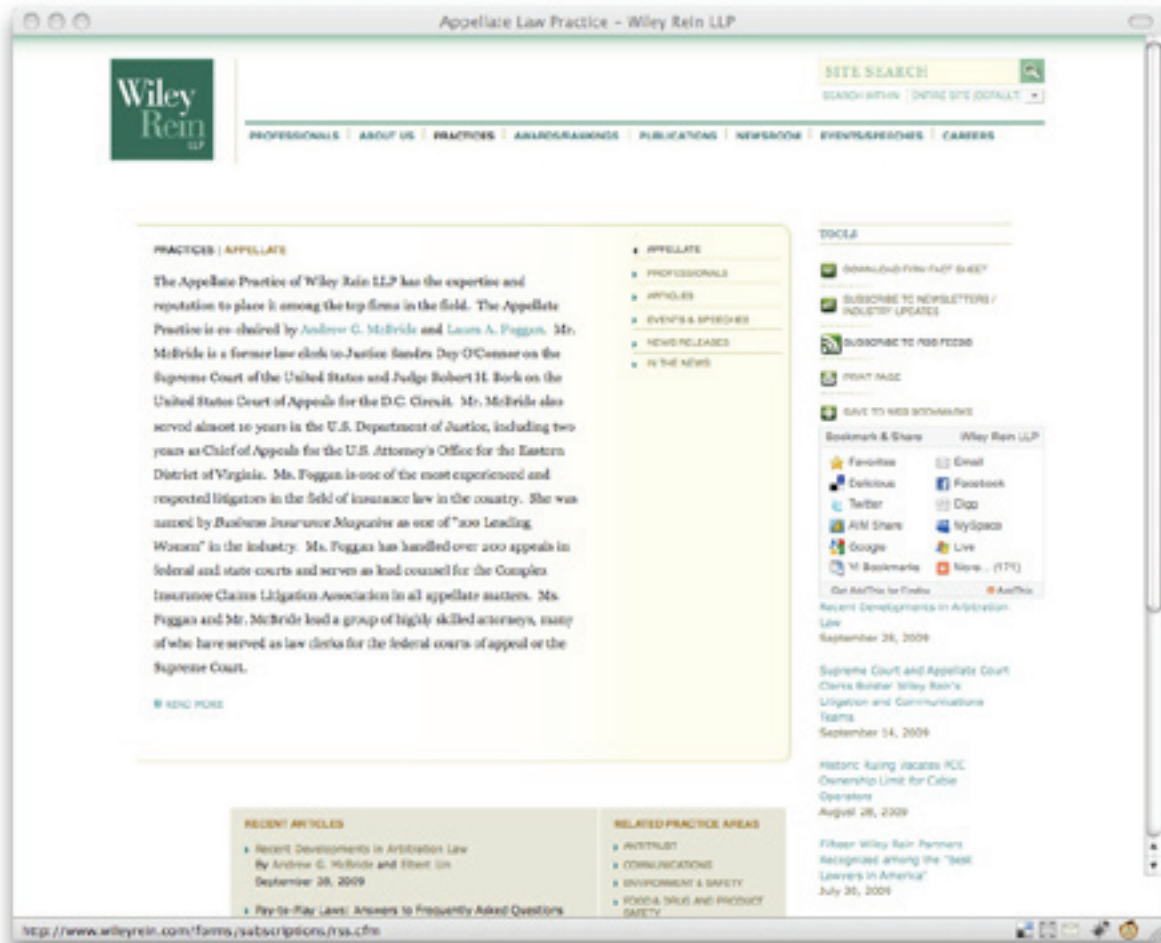 Appellate Law Practice – Wiley Rein LLP
Wiley
Rein
LLP
SITE SEARCH
SEARCH WITHIN ENTIRE SITE (DEFAULT)
PROFESSIONALS ABOUT US PRACTICES AWARDS/RANKINGS PUBLICATIONS NEWSROOM EVENTS/SPEECHES CAREERS
PRACTICES | APPELLATE
The Appellate Practice of Wiley Rein LLP has the expertise and
reputation to place it among the top firms in the field. The Appellate
Practice is co-chaired by Andrew G. McBride and Laura A. Foggan. Mr.
McBride is a former law clerk to Justice Sandra Day O'Connor on the
Supreme Court of the United States and Judge Robert H. Bork on the
United States Court of Appeals for the D.C. Circuit. Mr. McBride also
served almost 10 years in the U.S. Department of Justice, including two
years as Chief of Appeals for the U.S. Attorney's Office for the Eastern
District of Virginia. Ms. Foggan is one of the most experienced and
respected litigators in the field of insurance law in the country. She was
named by Business Insurance Magazine as one of "100 Leading
Women" in the industry. Ms. Foggan has handled over 200 appeals in
federal and state courts and serves as lead counsel for the Complex
Insurance Claims Litigation Association in all appellate matters. Ms.
Foggan and Mr. McBride lead a group of highly skilled attorneys, many
of who have served as law clerks for the federal courts of appeal or the
Supreme Court.
READ MORE
APPELLATE
PROFESSIONALS
ARTICLES
EVENTS & SPEECHES
NEWS RELEASES
IN THE NEWS
TOOLS
DOWNLOAD FIRM FACT SHEET
SUBSCRIBE TO NEWSLETTERS /
INDUSTRY UPDATES
SUBSCRIBE TO RSS FEEDS
PRINT PAGE
SAVE TO WEB BOOKMARKS
Bookmark & Share Wiley Rein LLP
Favorites Email
Delicious Facebook
Twitter Digg
AIM Share MySpace
Google Live
Y! Bookmarks More... (171)
Get AddThis for Firefox AddThis
Recent Developments in Arbitration
Law
September 28, 2009
Supreme Court and Appellate Court
Clerks Bolster Wiley Rein's
Litigation and Communications
Teams
September 14, 2009
Historic Ruling Vacates FCC
Ownership Limit for Cable
Operators
August 28, 2009
Fifteen Wiley Rein Partners
Recognized among the "Best
Lawyers in America"
July 30, 2009
RECENT ARTICLES
Recent Developments in Arbitration Law
By Andrew G. McBride and Elbert Lin
September 28, 2009
Pay-to-Play Laws: Answers to Frequently Asked Questions
RELATED PRACTICE AREAS
ANTITRUST
COMMUNICATIONS
ENVIRONMENT & SAFETY
FOOD & DRUG AND PRODUCT
SAFETY
http://www.wileyrein.com/forms/subscriptions/rss.cfm